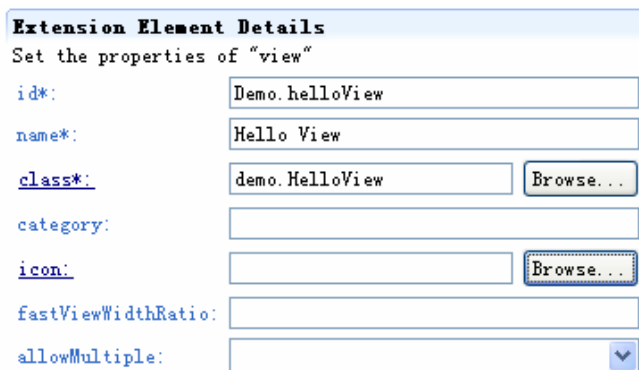 Extension Element Details
Set the properties of "view"
id*: Demo.helloView
name*: Hello View
class*: demo.HelloView Browse...
category:
icon: Browse...
fastViewWidthRatio:
allowMultiple: